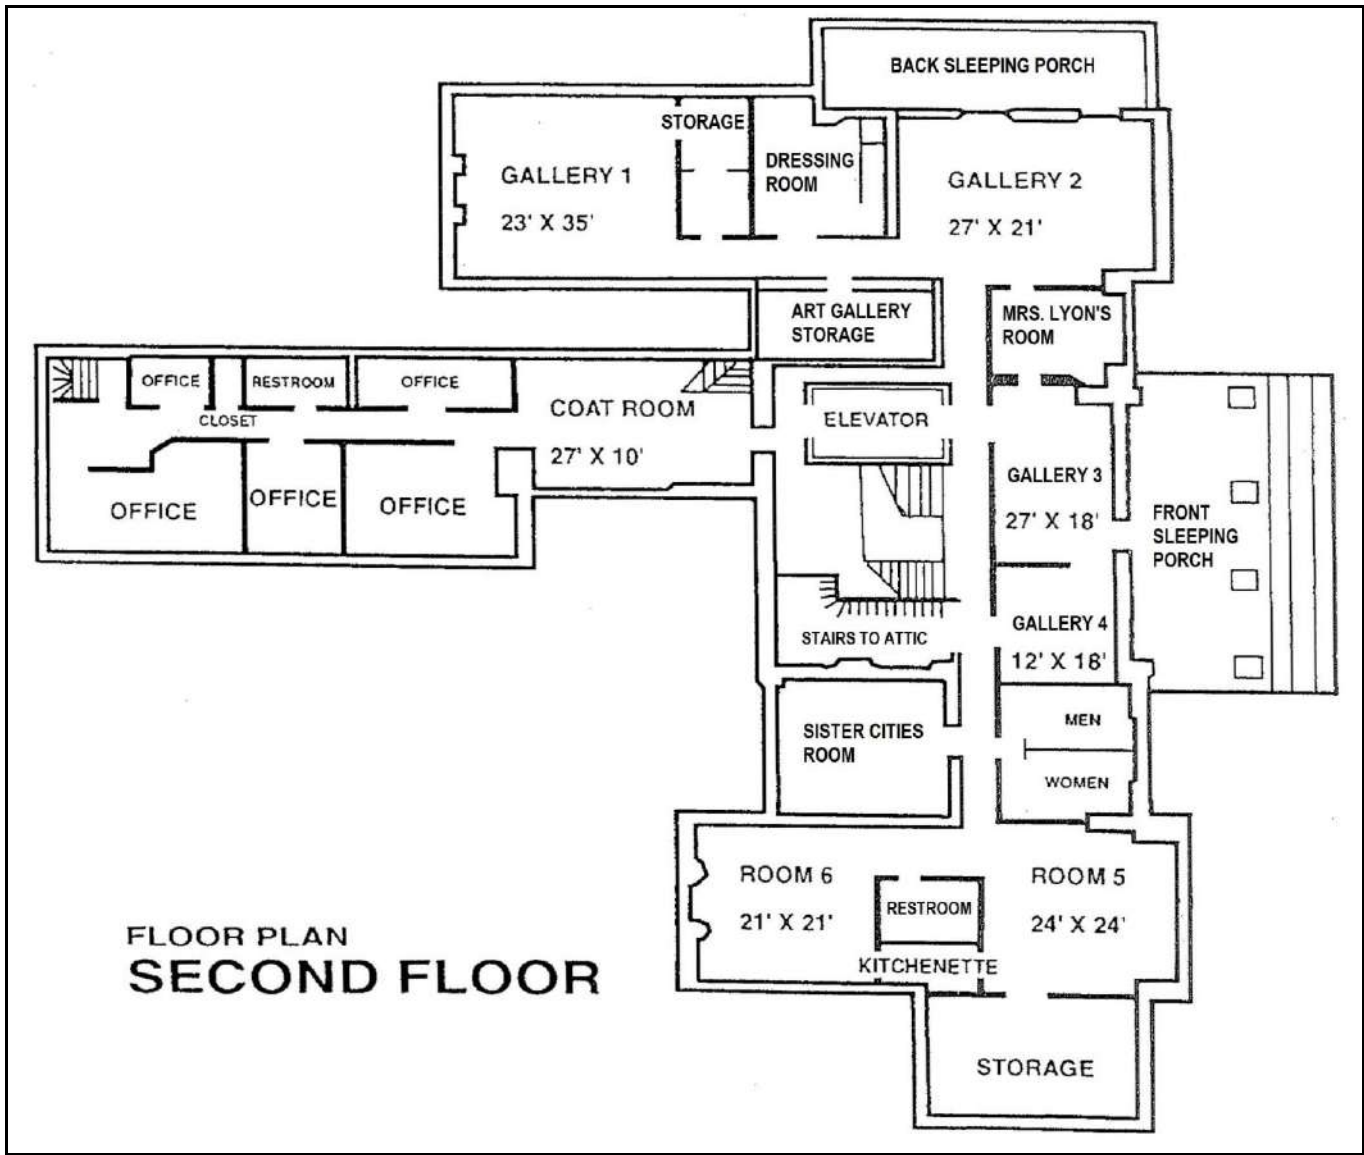 BACK SLEEPING PORCH
STORAGE
GALLERY 1
23' X 35'
DRESSING
ROOM
GALLERY 2
27' X 21'
ART GALLERY
STORAGE
MRS. LYON'S
ROOM
OFFICE
RESTROOM
OFFICE
CLOSET
COAT ROOM
27' X 10'
ELEVATOR
OFFICE
OFFICE
OFFICE
GALLERY 3
27' X 18'
FRONT
SLEEPING
PORCH
STAIRS TO ATTIC
GALLERY 4
12' X 18'
SISTER CITIES
ROOM
MEN
WOMEN
ROOM 6
21' X 21'
RESTROOM
KITCHENETTE
ROOM 5
24' X 24'
STORAGE
FLOOR PLAN
SECOND FLOOR